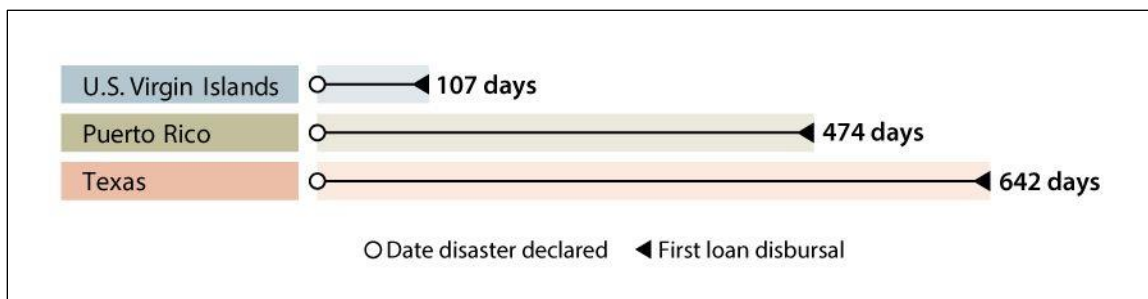 U.S. Virgin Islands 107 days
Puerto Rico 474 days
Texas 642 days
Date disaster declared First loan disbursal